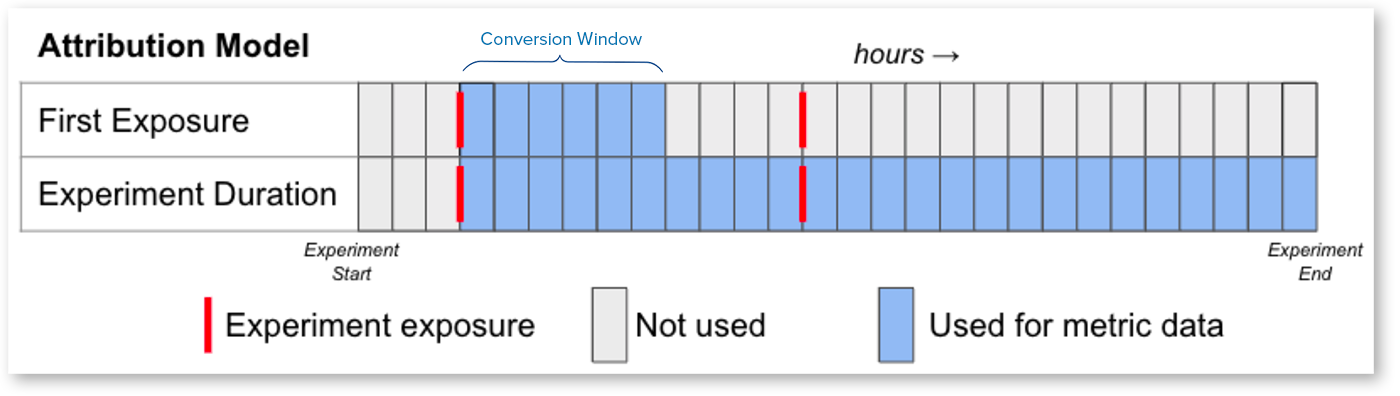 Attribution Model
Conversion Window
hours →
First Exposure
Experiment Duration
Experiment
Start
Experiment
End
Experiment exposure
Not used
Used for metric data